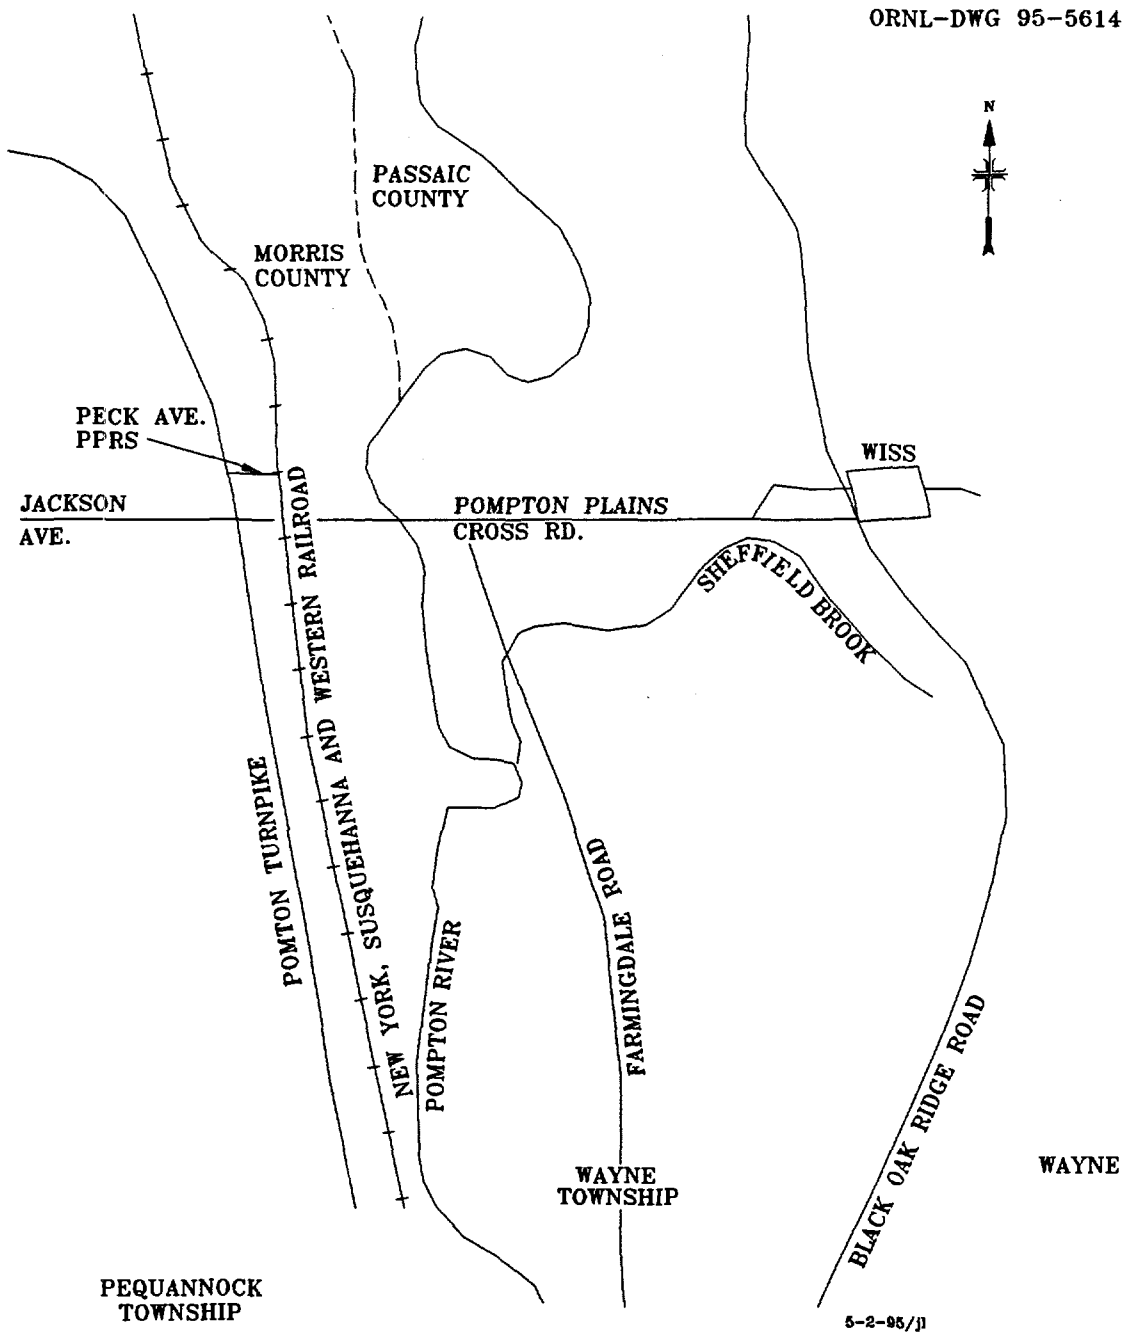 ORNL-DWG 95-5614
N
PASSAIC
COUNTY
MORRIS
COUNTY
PECK AVE.
PPRS
WISS
JACKSON
AVE.
POMPTON PLAINS
CROSS RD.
SHEFFIELD BROOK
NEW YORK, SUSQUEHANNA AND WESTERN RAILROAD
POMTON TURNPIKE
POMPTON RIVER
FARMINGDALE ROAD
BLACK OAK RIDGE ROAD
WAYNE
TOWNSHIP
WAYNE
PEQUANNOCK
TOWNSHIP
5-2-95/jl